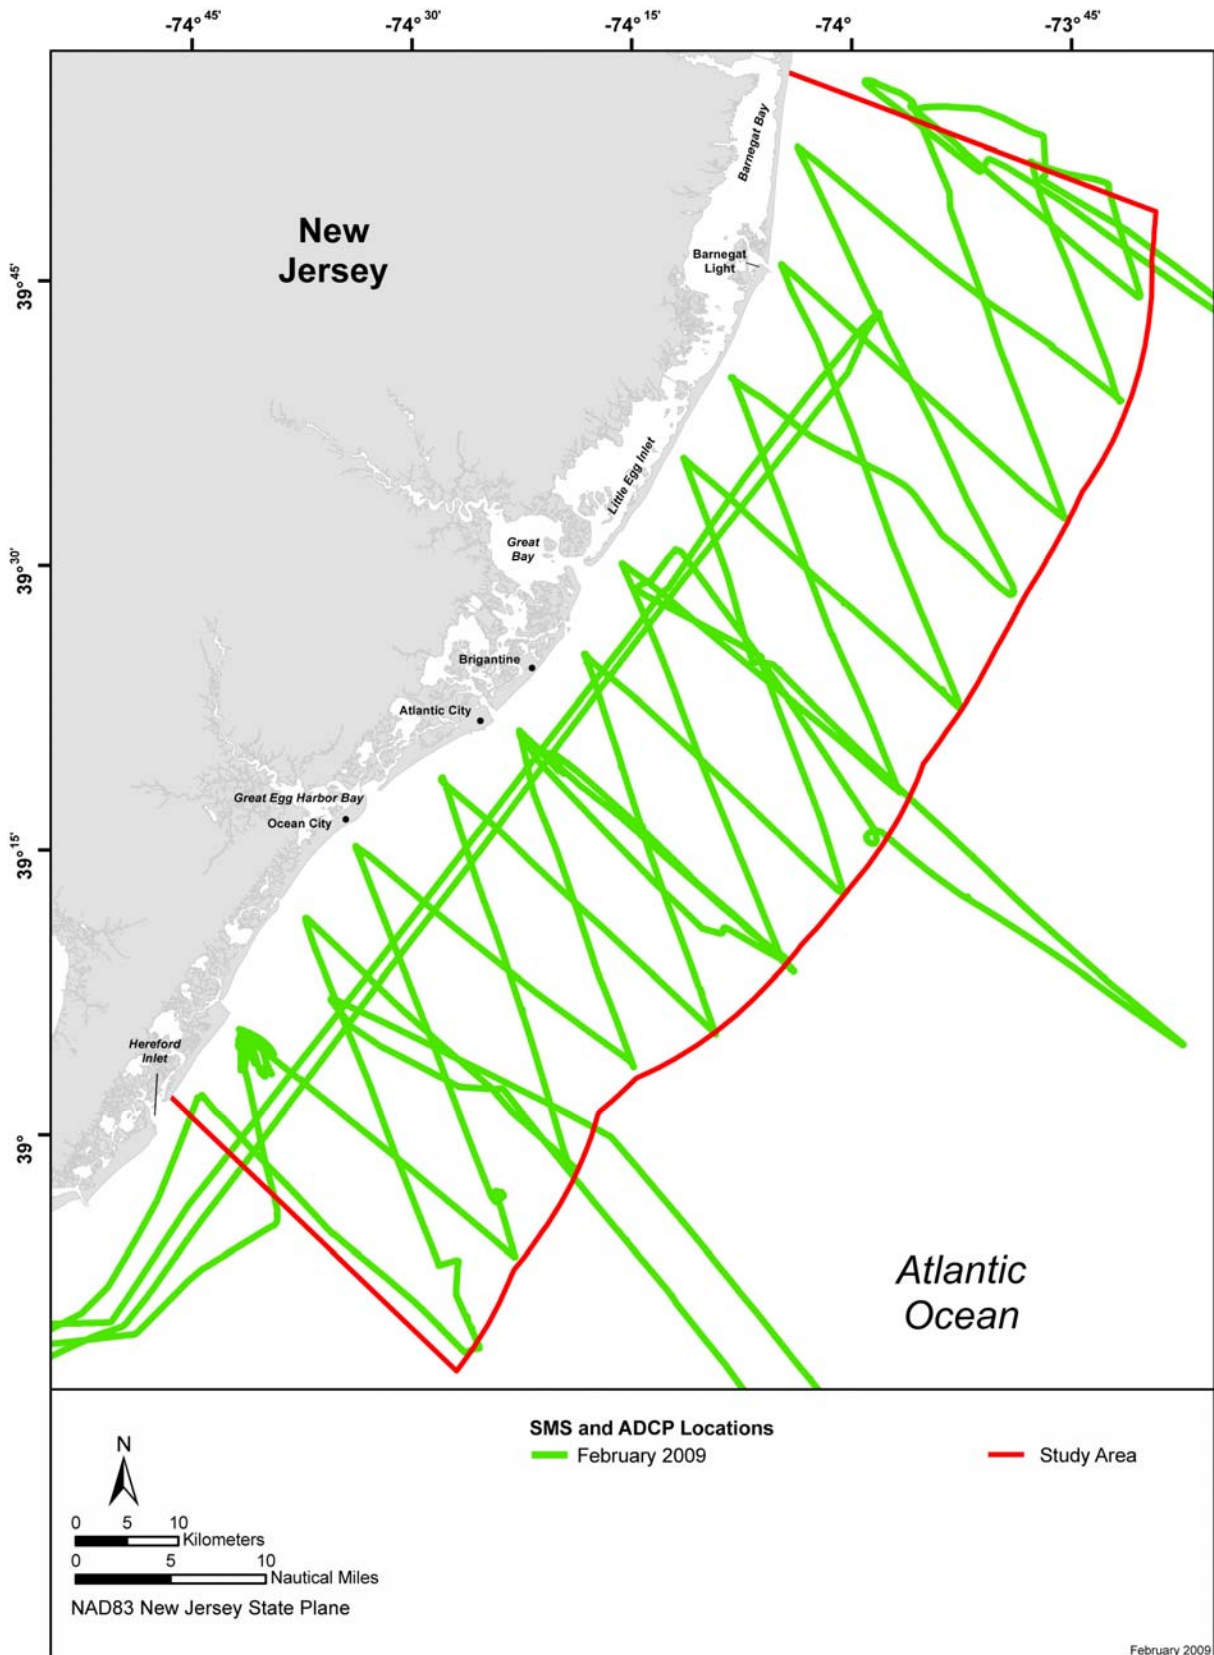 -74° 45'
-74° 30'
-74° 15'
-74°
-73° 45'
Barnegat Bay
New
Jersey
Barnegat
Light
39° 45'
Little Egg Inlet
Great
Bay
39° 30'
Brigantine
Atlantic City
Great Egg Harbor Bay
Ocean City
39° 15'
Hereford
Inlet
39°
Atlantic
Ocean
SMS and ADCP Locations
February 2009
Study Area
N
0 5 10
Kilometers
0 5 10
Nautical Miles
NAD83 New Jersey State Plane
February 2009